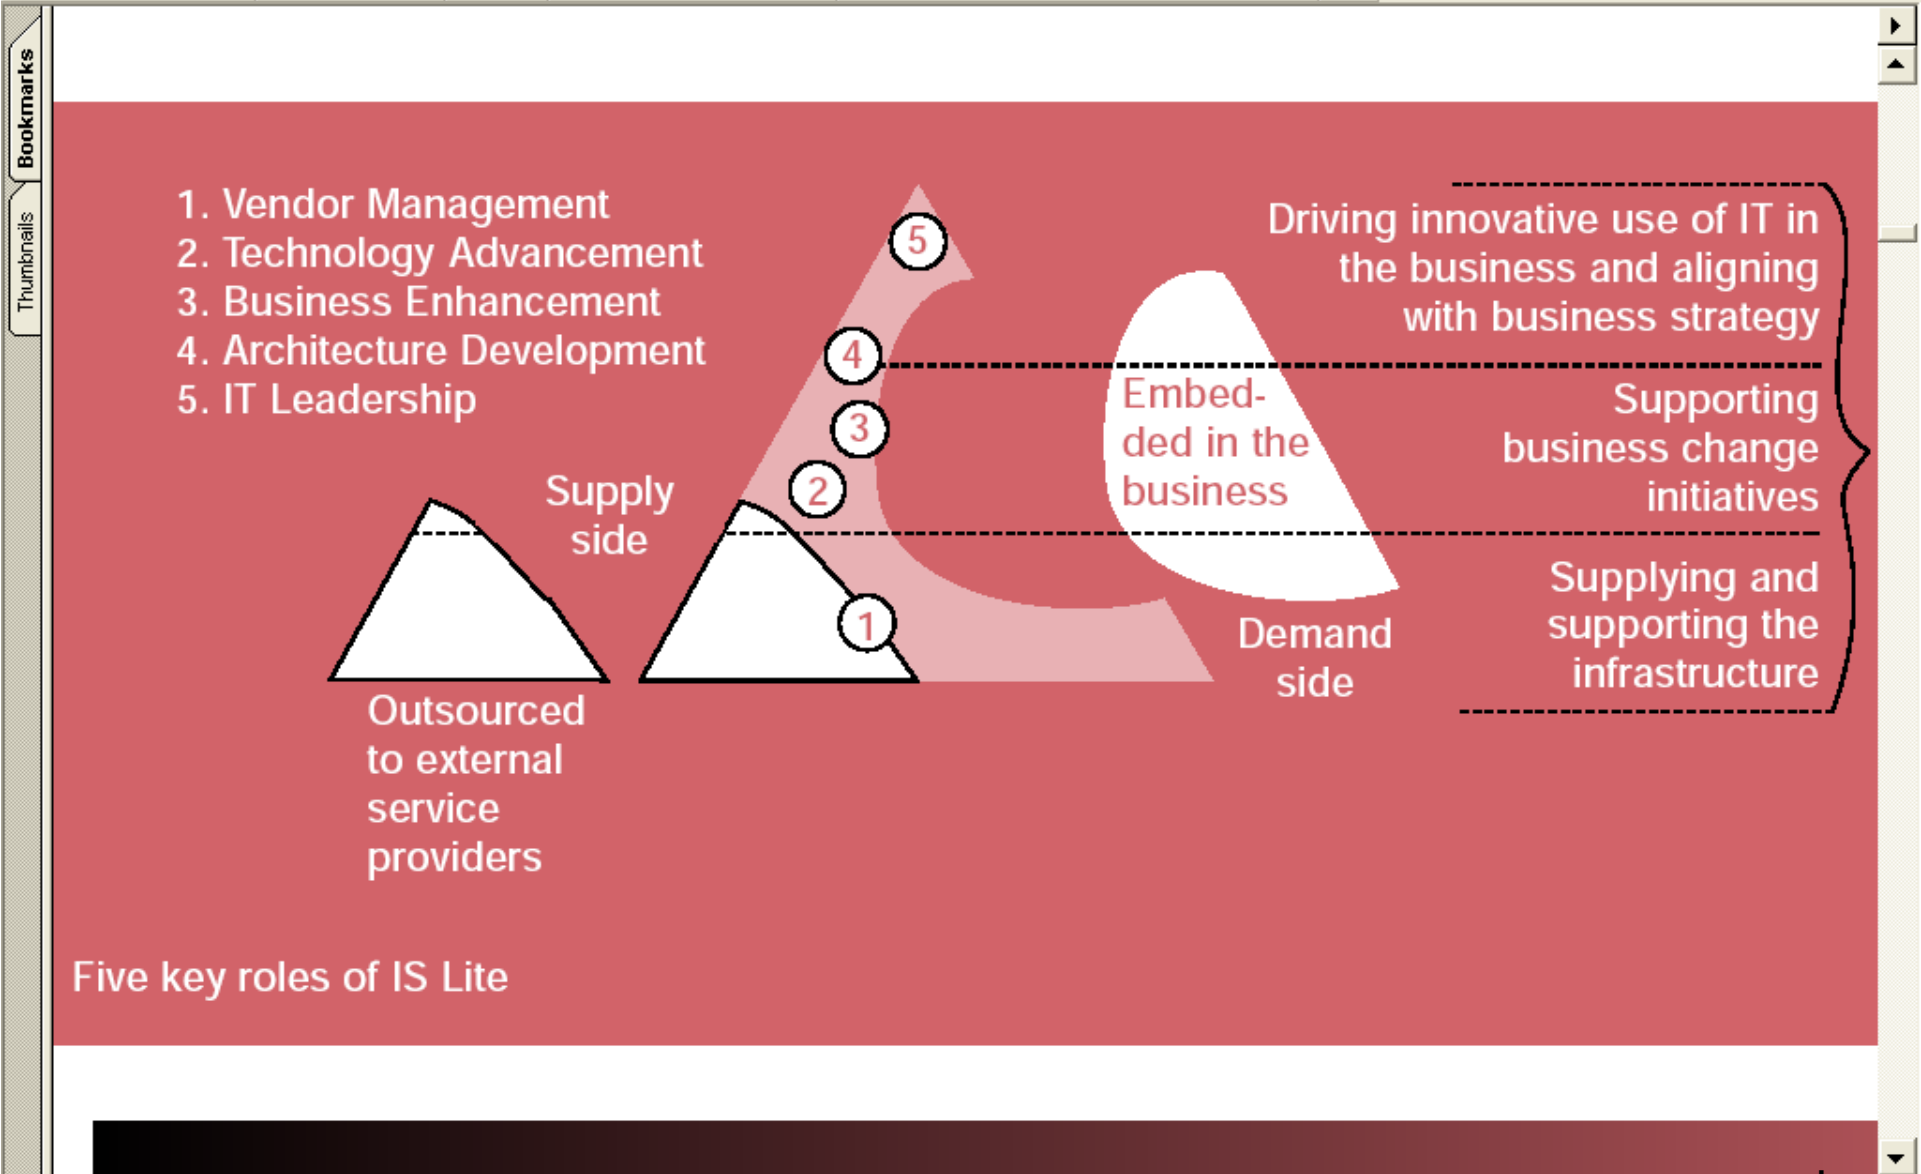 Bookmarks
Thumbnails
1. Vendor Management
2. Technology Advancement
3. Business Enhancement
4. Architecture Development
5. IT Leadership
5
4
3
2
1
Supply
side
Outsourced
to external
service
providers
Embed-
ded in the
business
Demand
side
Driving innovative use of IT in
the business and aligning
with business strategy
Supporting
business change
initiatives
Supplying and
supporting the
infrastructure
Five key roles of IS Lite